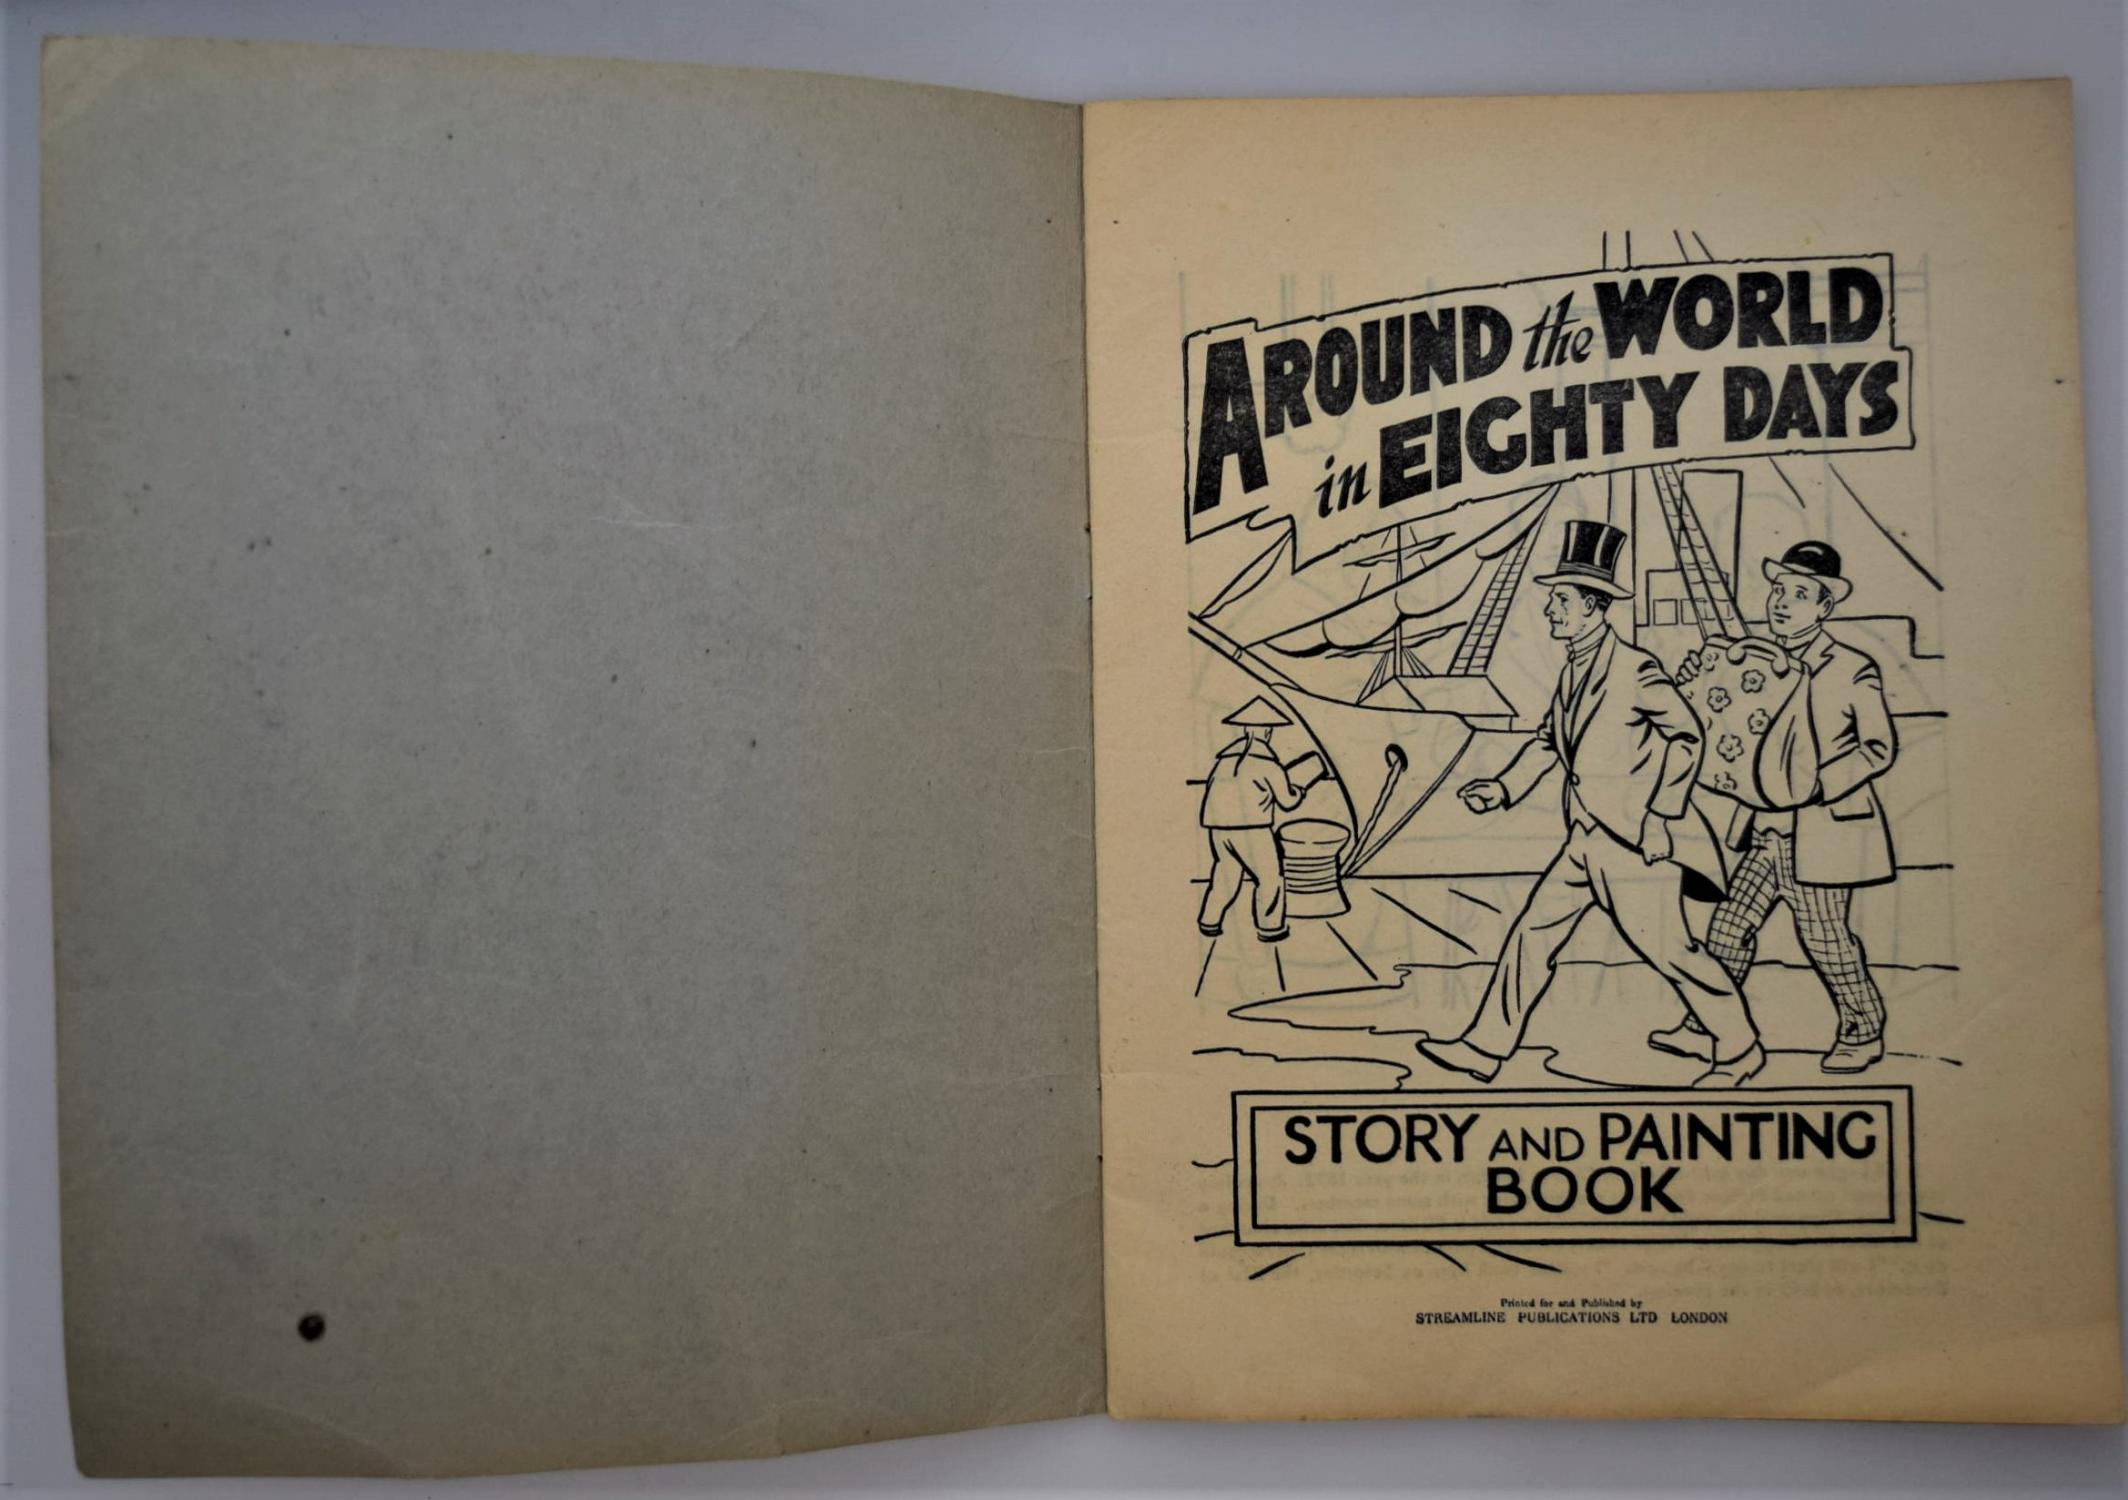 AROUND the WORLD
in EIGHTY DAYS
STORY AND PAINTING
BOOK
Printed for and Published by
STREAMLINE PUBLICATIONS LTD LONDON